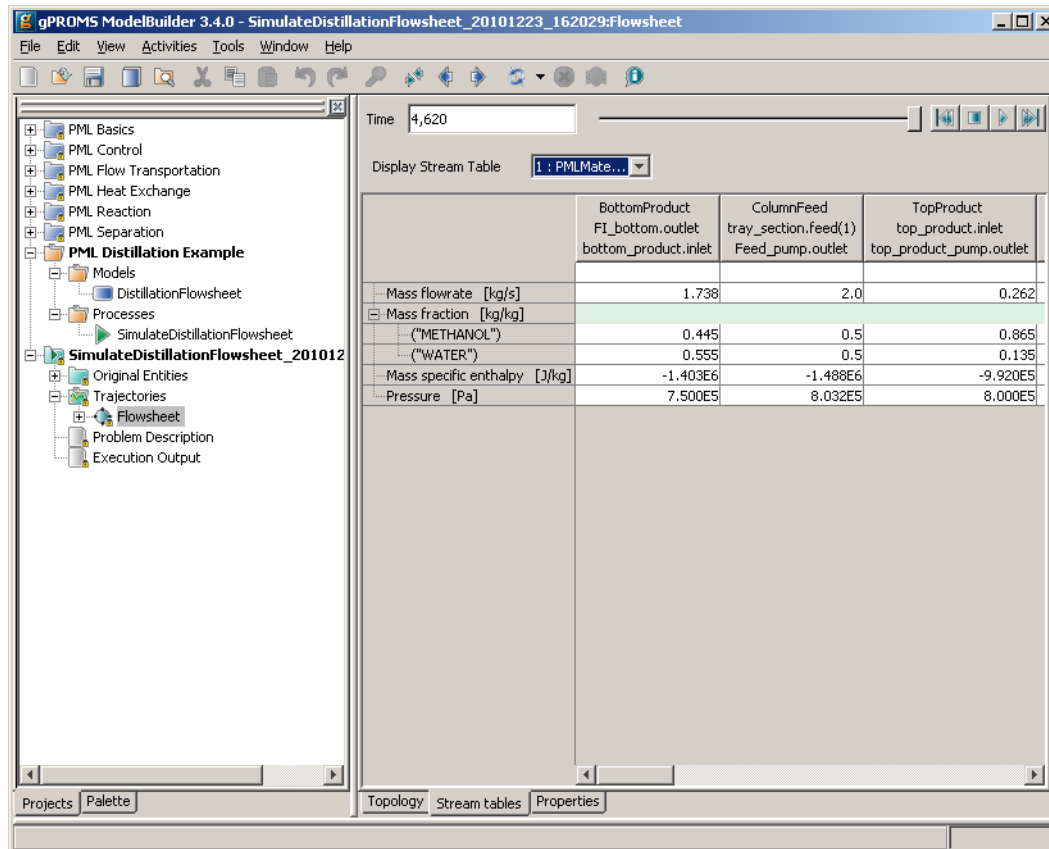 gPROMS ModelBuilder 3.4.0 - SimulateDistillationFlowsheet_20101223_162029:Flowsheet
File Edit View Activities Tools Window Help
PML Basics
PML Control
PML Flow Transportation
PML Heat Exchange
PML Reaction
PML Separation
PML Distillation Example
Models
DistillationFlowsheet
Processes
SimulateDistillationFlowsheet
SimulateDistillationFlowsheet_201012
Original Entities
Trajectories
Flowsheet
Problem Description
Execution Output
Projects Palette
Time 4,620
Display Stream Table 1 : PMLMate...
BottomProduct ColumnFeed TopProduct
FI_bottom.outlet tray_section.feed(1) top_product.inlet
bottom_product.inlet Feed_pump.outlet top_product_pump.outlet
Mass flowrate [kg/s] 1.738 2.0 0.262
Mass fraction [kg/kg]
("METHANOL") 0.445 0.5 0.865
("WATER") 0.555 0.5 0.135
Mass specific enthalpy [J/kg] -1.403E6 -1.488E6 -9.920E5
Pressure [Pa] 7.500E5 8.032E5 8.000E5
Topology Stream tables Properties